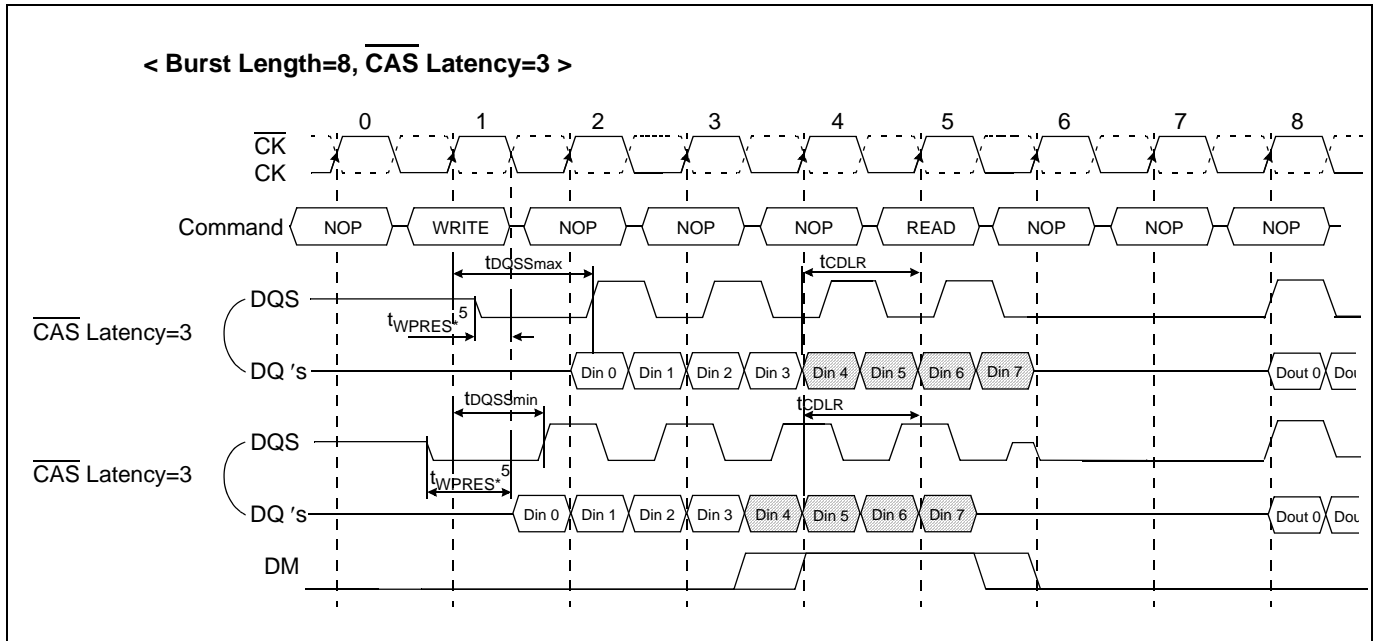 < Burst Length=8, CAS Latency=3 >
0 1 2 3 4 5 6 7 8
CK
CK
Command NOP WRITE NOP NOP NOP READ NOP NOP NOP
tDQSSmax tCDLR
DQS
tWPRES*5
CAS Latency=3
DQ 's Din 0 Din 1 Din 2 Din 3 Din 4 Din 5 Din 6 Din 7 Dout 0 Dou
tDQSSmin tCDLR
DQS
CAS Latency=3
tWPRES*5
DQ 's Din 0 Din 1 Din 2 Din 3 Din 4 Din 5 Din 6 Din 7 Dout 0 Dou
DM